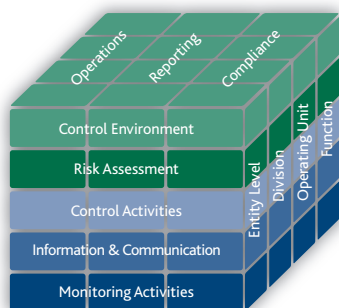 Operations
Reporting
Compliance
Control Environment
Risk Assessment
Control Activities
Information & Communication
Monitoring Activities
Entity Level
Division
Operating Unit
Function